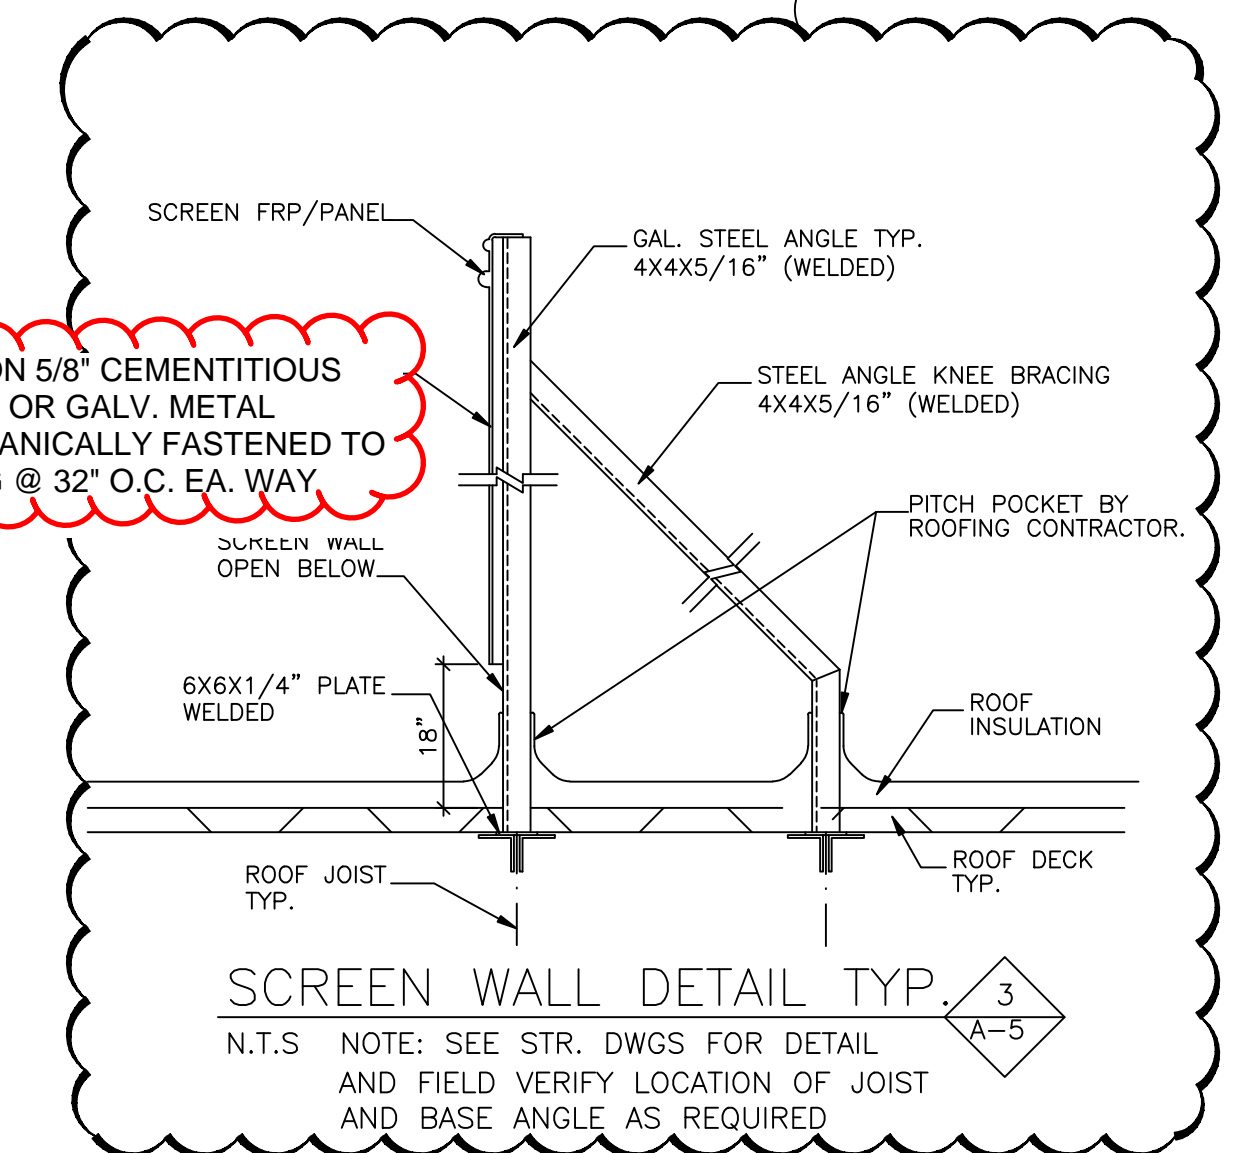 SCREEN FRP/PANEL
GAL. STEEL ANGLE TYP.
4X4X5/16" (WELDED)
ON 5/8" CEMENTITIOUS
OR GALV. METAL
ANICALLY FASTENED TO
@ 32" O.C. EA. WAY
STEEL ANGLE KNEE BRACING
4X4X5/16" (WELDED)
PITCH POCKET BY
ROOFING CONTRACTOR.
SCREEN WALL
OPEN BELOW
6X6X1/4" PLATE
WELDED
18"
ROOF
INSULATION
ROOF JOIST
TYP.
ROOF DECK
TYP.
SCREEN WALL DETAIL TYP.
3
A-5
N.T.S NOTE: SEE STR. DWGS FOR DETAIL
AND FIELD VERIFY LOCATION OF JOIST
AND BASE ANGLE AS REQUIRED